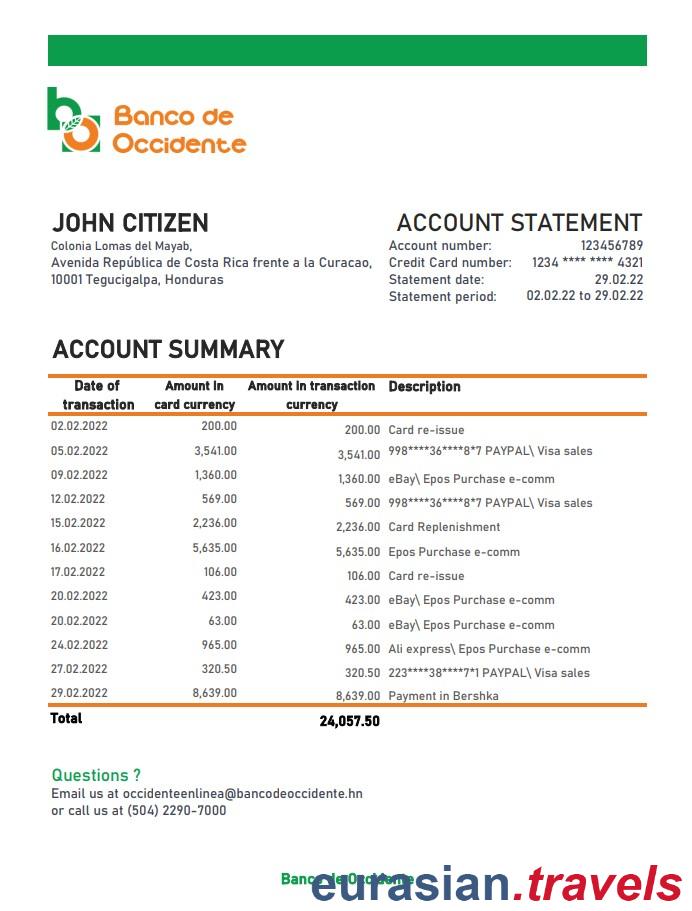 Banco de
Occidente
JOHN CITIZEN
Colonia Lomas del Mayab,
Avenida República de Costa Rica frente a la Curacao,
10001 Tegucigalpa, Honduras
ACCOUNT STATEMENT
Account number: 123456789
Credit Card number: 1234 **** **** 4321
Statement date: 29.02.22
Statement period: 02.02.22 to 29.02.22
ACCOUNT SUMMARY
Date of transaction Amount in card currency Amount in transaction currency Description
02.02.2022 200.00 200.00 Card re-issue
05.02.2022 3,541.00 3,541.00 998****36****8*7 PAYPAL\ Visa sales
09.02.2022 1,360.00 1,360.00 eBay\ Epos Purchase e-comm
12.02.2022 569.00 569.00 998****36****8*7 PAYPAL\ Visa sales
15.02.2022 2,236.00 2,236.00 Card Replenishment
16.02.2022 5,635.00 5,635.00 Epos Purchase e-comm
17.02.2022 106.00 106.00 Card re-issue
20.02.2022 423.00 423.00 eBay\ Epos Purchase e-comm
20.02.2022 63.00 63.00 eBay\ Epos Purchase e-comm
24.02.2022 965.00 965.00 Ali express\ Epos Purchase e-comm
27.02.2022 320.50 320.50 223****38****7*1 PAYPAL\ Visa sales
29.02.2022 8,639.00 8,639.00 Payment in Bershka
Total 24,057.50
Questions ?
Email us at occidenteenlinea@bancodeoccidente.hn
or call us at (504) 2290-7000
Banco de Occidente
eurasian.travels